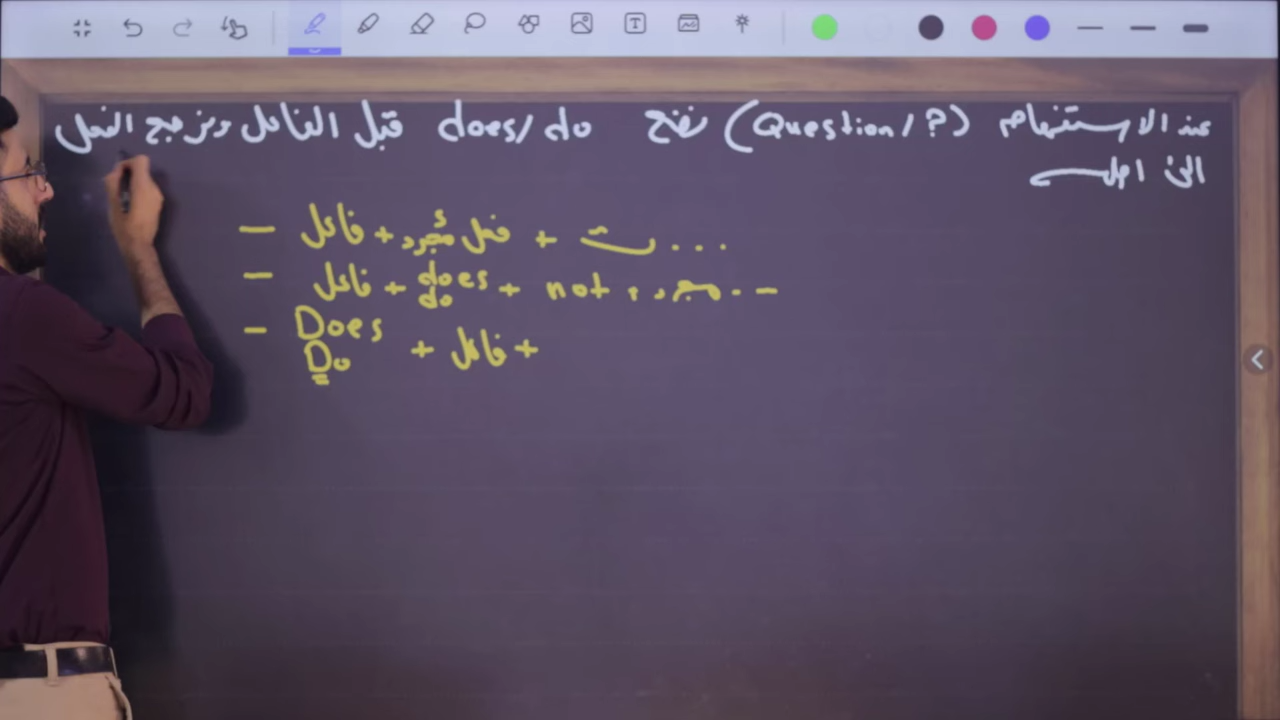 عند الاستفهام (Question/?) نضع does/do قبل الفاعل ونرجع الفعل
الى اصله
– فاعل + فعل مجرد s + ت...
– فاعل + does do + not + مجرد . –
– Does Do + فاعل +